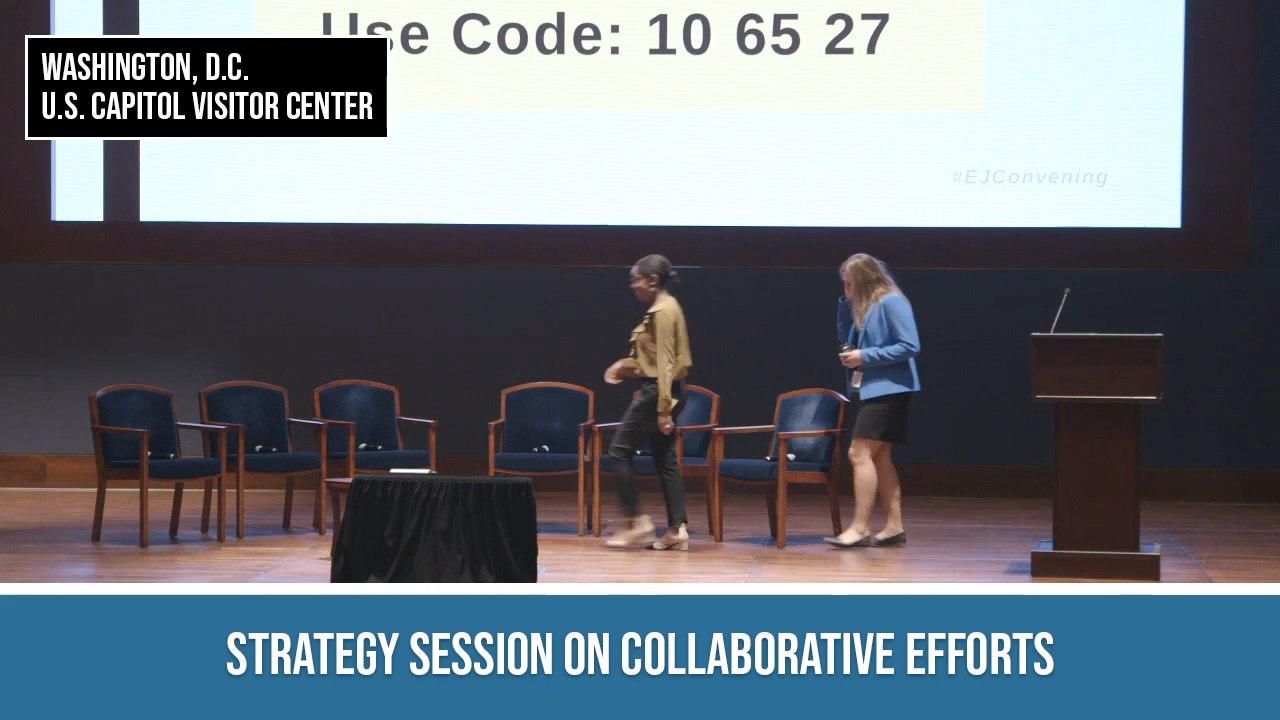 Use Code: 10 65 27
WASHINGTON, D.C.
U.S. CAPITOL VISITOR CENTER
#EJConvening
STRATEGY SESSION ON COLLABORATIVE EFFORTS